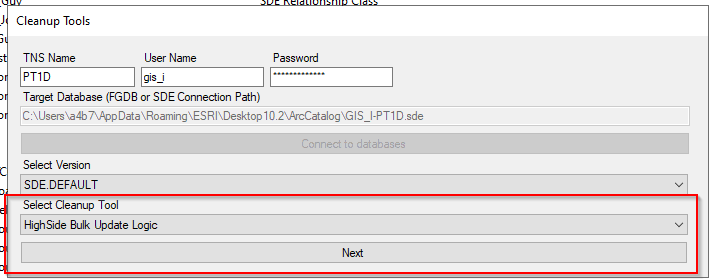 SDE Relationship Class
Cleanup Tools
TNS Name User Name Password
PT1D gis_i *************
Target Database (FGDB or SDE Connection Path)
C:\Users\a4b7\AppData\Roaming\ESRI\Desktop10.2\ArcCatalog\GIS_I-PT1D.sde
Connect to databases
Select Version
SDE.DEFAULT
Select Cleanup Tool
HighSide Bulk Update Logic
Next